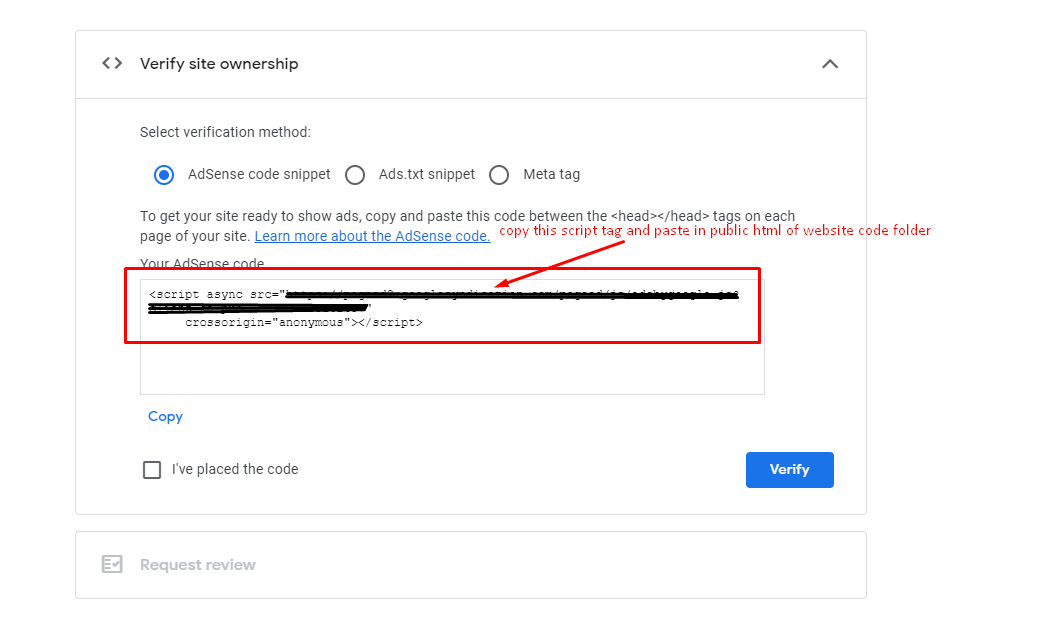 Verify site ownership
Select verification method:
AdSense code snippet Ads.txt snippet Meta tag
To get your site ready to show ads, copy and paste this code between the <head></head> tags on each
page of your site. Learn more about the AdSense code.
copy this script tag and paste in public html of website code folder
Your AdSense code
<script async src="
"
crossorigin="anonymous"></script>
Copy
I've placed the code
Verify
Request review